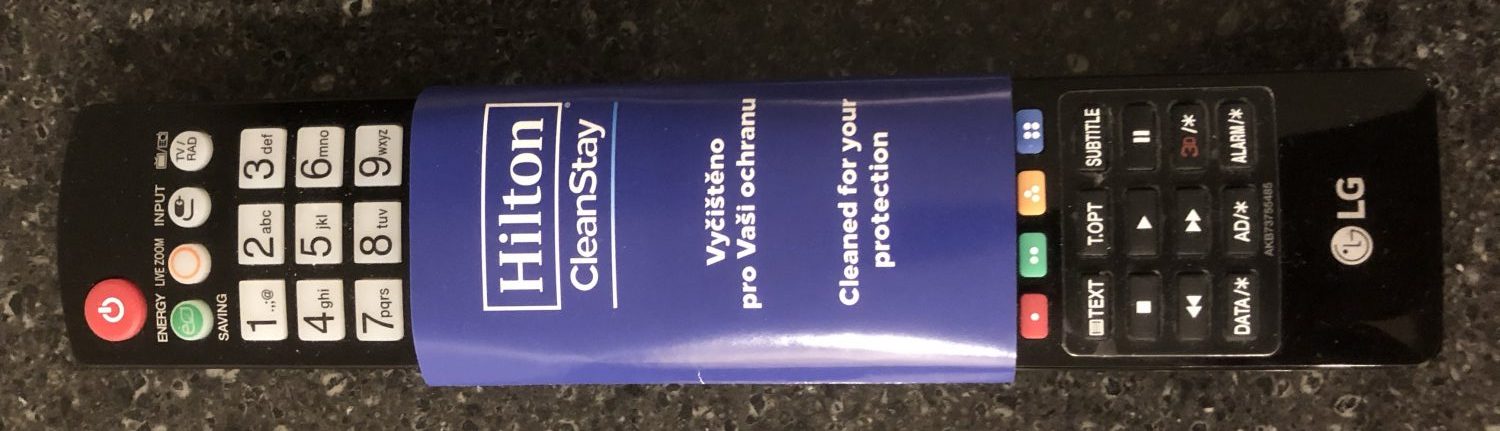 ENERGY SAVING
LIVE ZOOM
INPUT
TV/
RAD
1.,;@ 2abc 3def
4ghi 5jkl 6mno
7pqrs 8tuv 9wxyz
Hilton
CleanStay
Vyčištěno
pro Vaši ochranu
Cleaned for your
protection
TEXT T.OPT SUBTITLE
3D/*
DATA/* AD/* ALARM/*
AKB73755485
LG